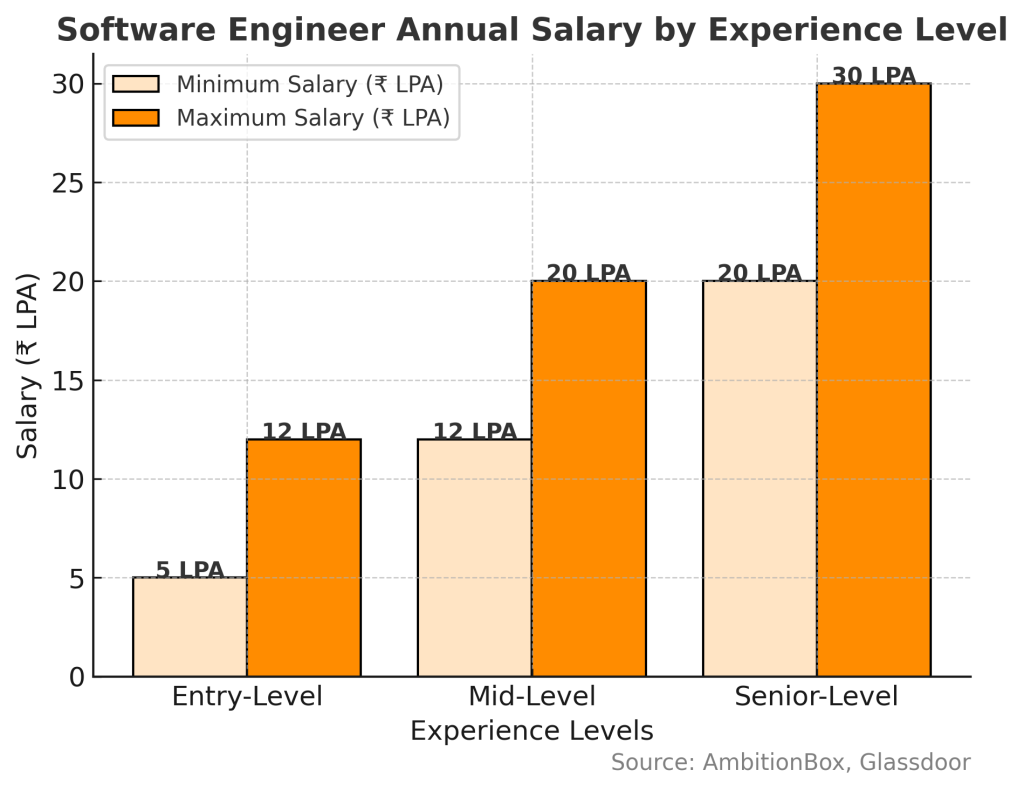 Software Engineer Annual Salary by Experience Level
Minimum Salary (₹ LPA)
Maximum Salary (₹ LPA)
Salary (₹ LPA)
30
25
20
15
10
5
0
5 LPA
12 LPA
12 LPA
20 LPA
20 LPA
30 LPA
Entry-Level
Mid-Level
Senior-Level
Experience Levels
Source: AmbitionBox, Glassdoor